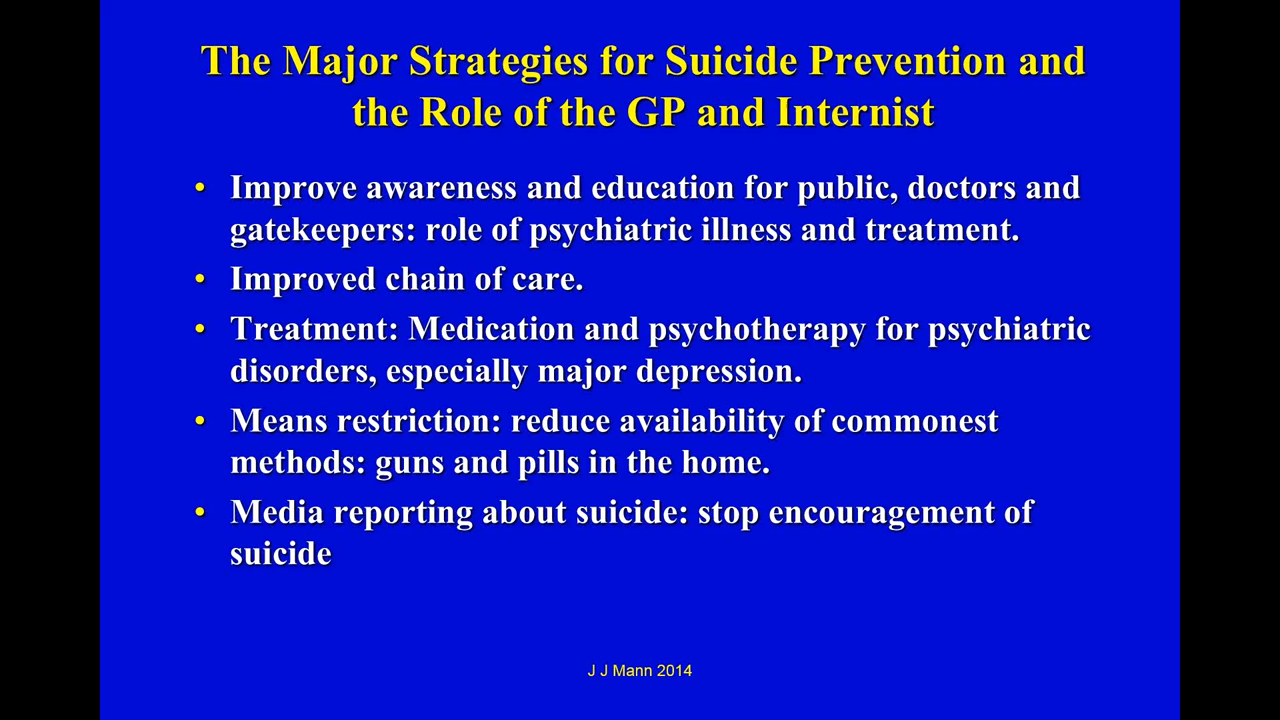 The Major Strategies for Suicide Prevention and
the Role of the GP and Internist
• Improve awareness and education for public, doctors and
gatekeepers: role of psychiatric illness and treatment.
• Improved chain of care.
• Treatment: Medication and psychotherapy for psychiatric
disorders, especially major depression.
• Means restriction: reduce availability of commonest
methods: guns and pills in the home.
• Media reporting about suicide: stop encouragement of
suicide
J J Mann 2014